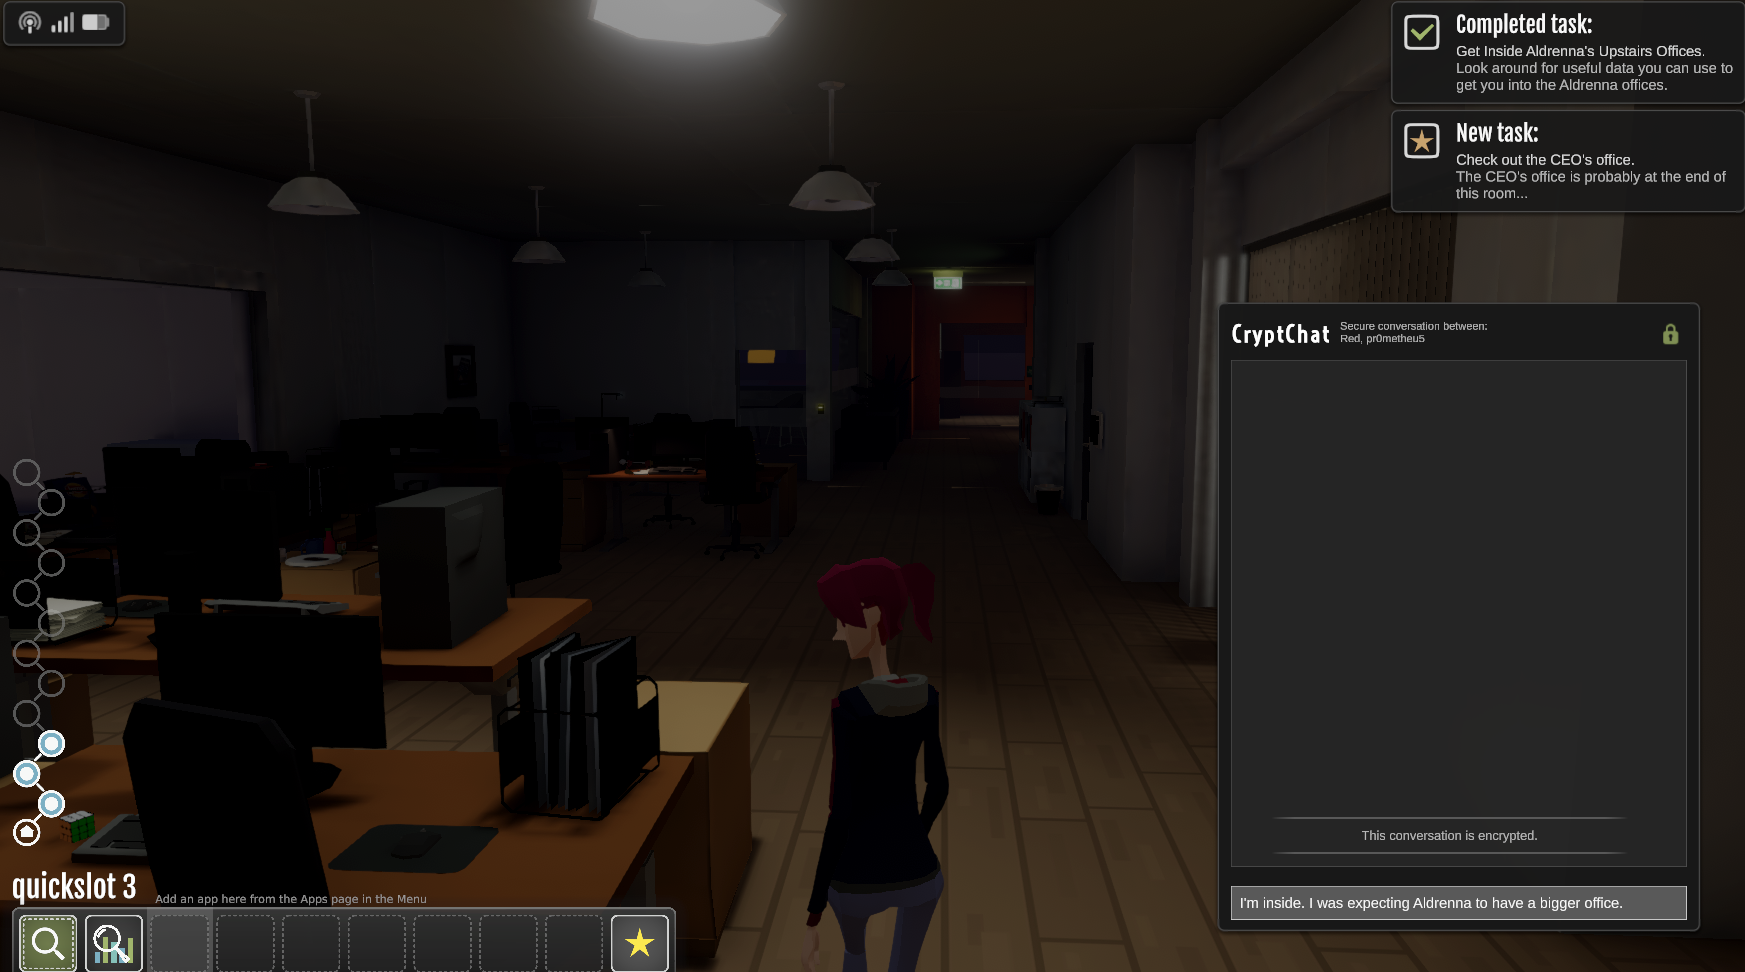 Completed task:
Get Inside Aldrenna's Upstairs Offices.
Look around for useful data you can use to
get you into the Aldrenna offices.
New task:
Check out the CEO's office.
The CEO's office is probably at the end of
this room...
CryptChat
Secure conversation between:
Red, pr0metheu5
This conversation is encrypted.
I'm inside. I was expecting Aldrenna to have a bigger office.
quickslot 3
Add an app here from the Apps page in the Menu